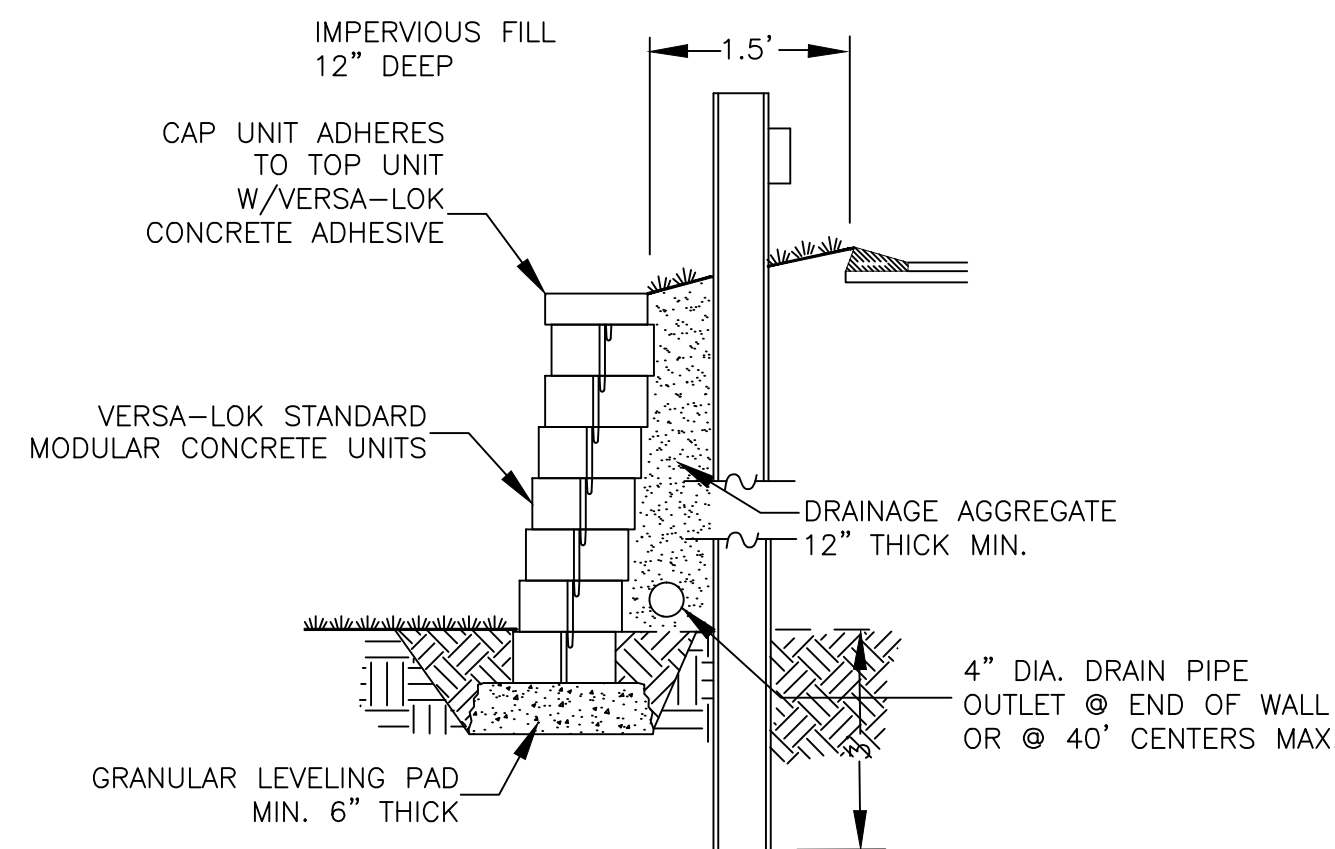 IMPERVIOUS FILL
12” DEEP
1.5’
CAP UNIT ADHERES
TO TOP UNIT
W/VERSA-LOK
CONCRETE ADHESIVE
VERSA-LOK STANDARD
MODULAR CONCRETE UNITS
DRAINAGE AGGREGATE
12” THICK MIN.
4” DIA. DRAIN PIPE
OUTLET @ END OF WALL
OR @ 40’ CENTERS MAX.
3’
GRANULAR LEVELING PAD
MIN. 6” THICK